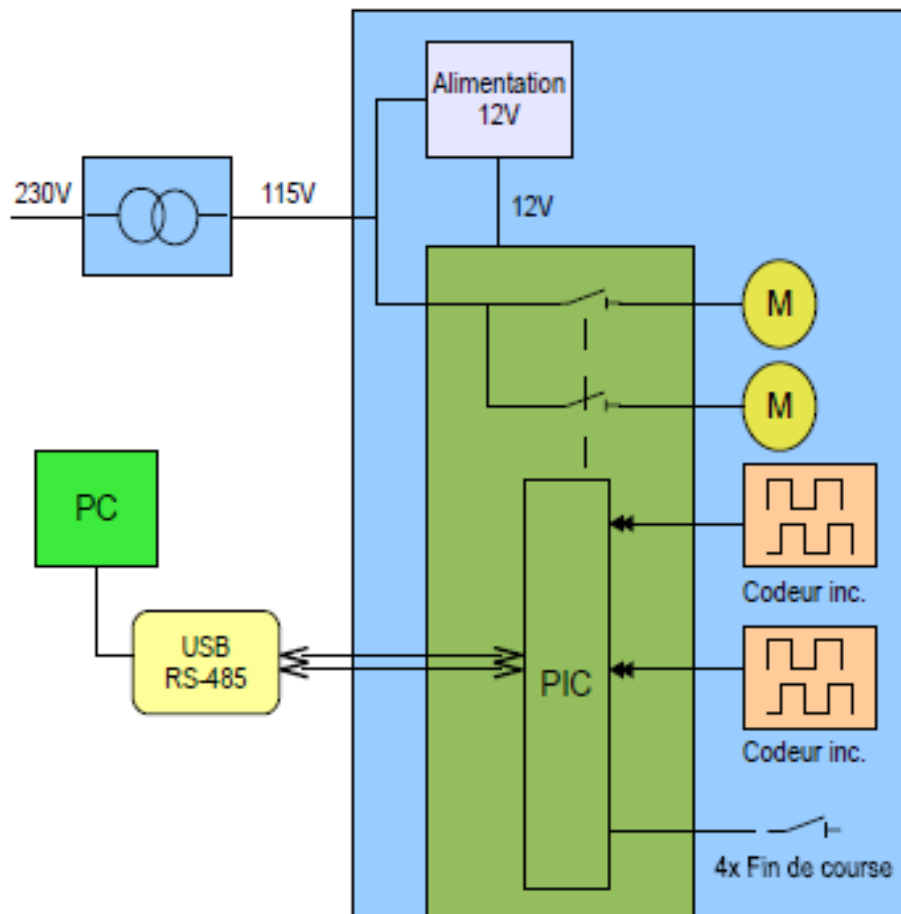 Alimentation
12V
230V
115V
12V
M
M
PC
Codeur inc.
USB
RS-485
PIC
Codeur inc.
4x Fin de course